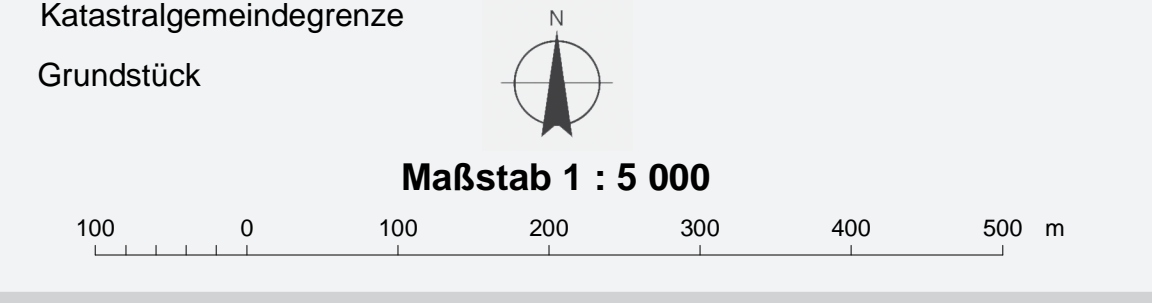 Katastralgemeindegrenze
N
Grundstück
Maßstab 1 : 5 000
100 0 100 200 300 400 500 m